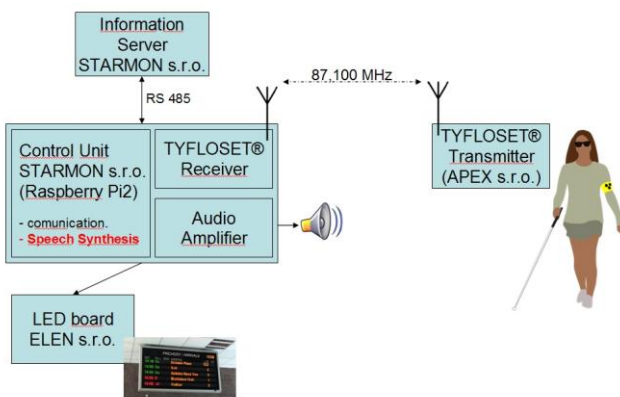 Information
Server
STARMON s.r.o.
RS 485
87,100 MHz
Control Unit
STARMON s.r.o.
(Raspberry Pi2)
- comunication.
- Speech Synthesis
TYFLOSET®
Receiver
Audio
Amplifier
TYFLOSET®
Transmitter
(APEX s.r.o.)
LED board
ELEN s.r.o.